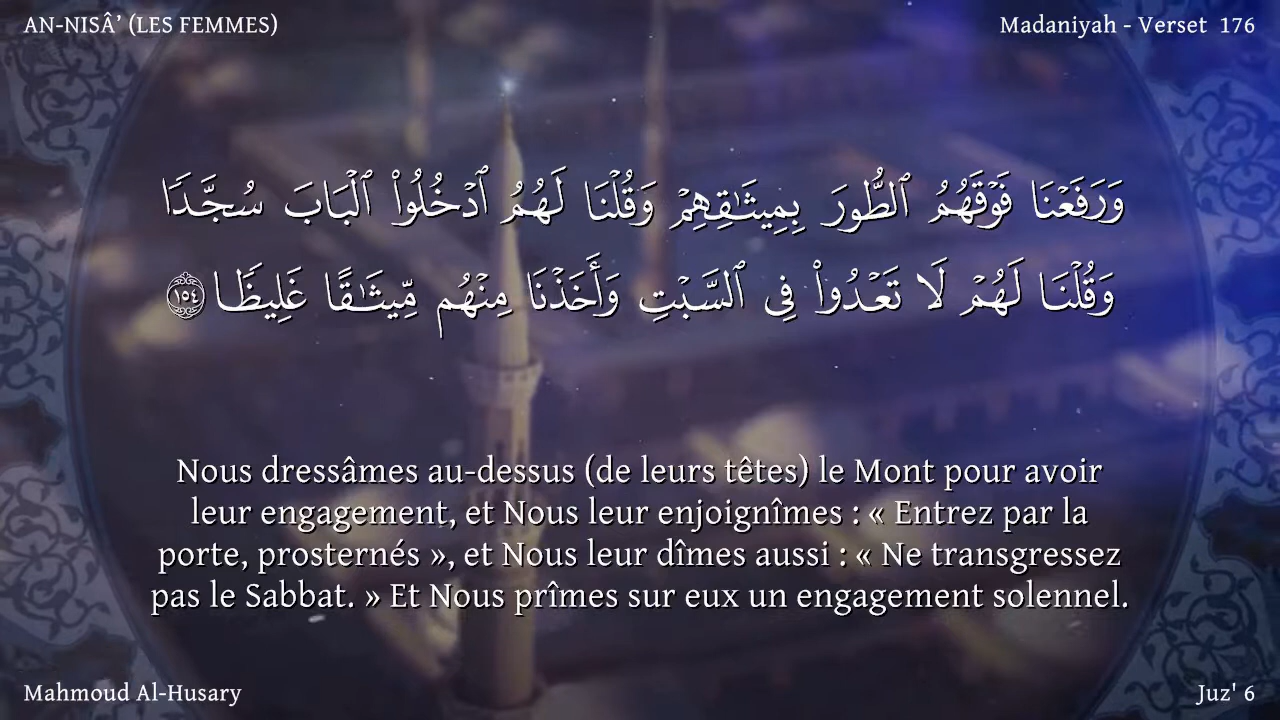 AN-NISÂ’ (LES FEMMES)
Madaniyah - Verset 176
وَرَفَعْنَا فَوْقَهُمُ ٱلطُّورَ بِمِيثَـٰقِهِمْ وَقُلْنَا لَهُمُ ٱدْخُلُوا۟ ٱلْبَابَ سُجَّدًا
وَقُلْنَا لَهُمْ لَا تَعْدُوا۟ فِى ٱلسَّبْتِ وَأَخَذْنَا مِنْهُم مِّيثَـٰقًا غَلِيظًا ١٥٤
Nous dressâmes au-dessus (de leurs têtes) le Mont pour avoir
leur engagement, et Nous leur enjoignîmes : « Entrez par la
porte, prosternés », et Nous leur dîmes aussi : « Ne transgressez
pas le Sabbat. » Et Nous prîmes sur eux un engagement solennel.
Mahmoud Al-Husary
Juz' 6